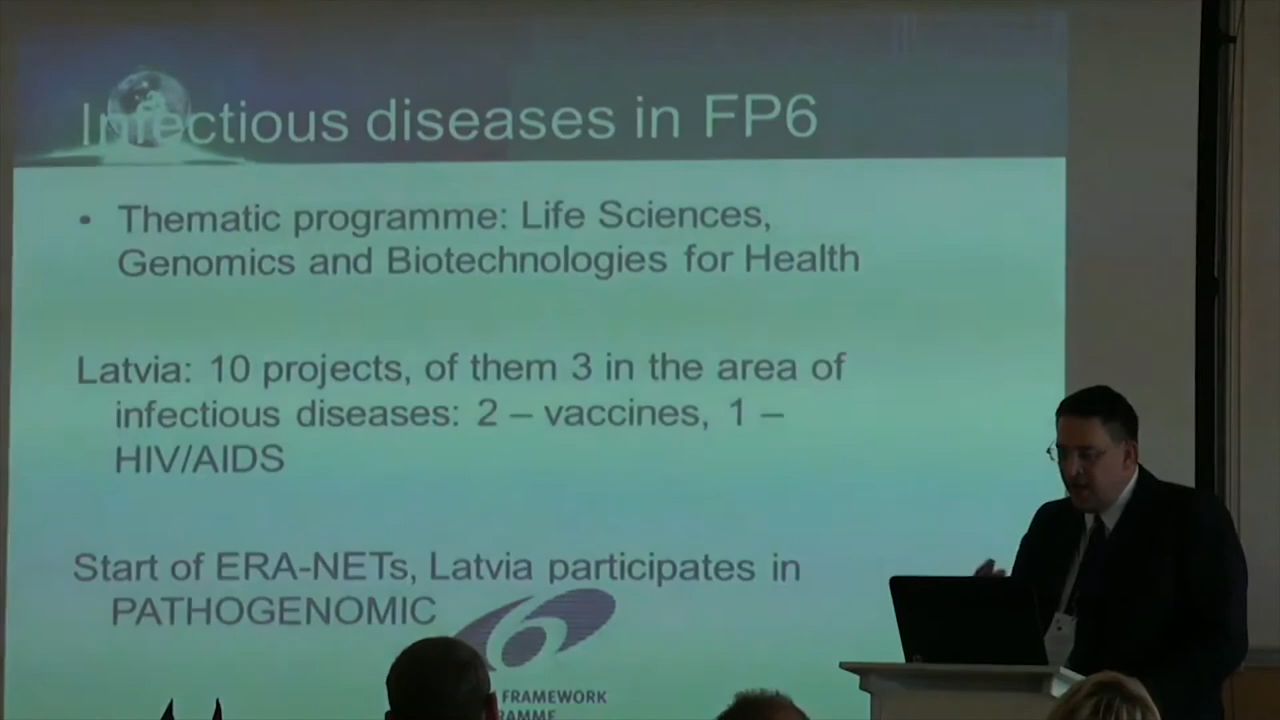 Infectious diseases in FP6
• Thematic programme: Life Sciences,
Genomics and Biotechnologies for Health
Latvia: 10 projects, of them 3 in the area of
infectious diseases: 2 – vaccines, 1 –
HIV/AIDS
Start of ERA-NETs, Latvia participates in
PATHOGENOMIC
6
FRAMEWORK